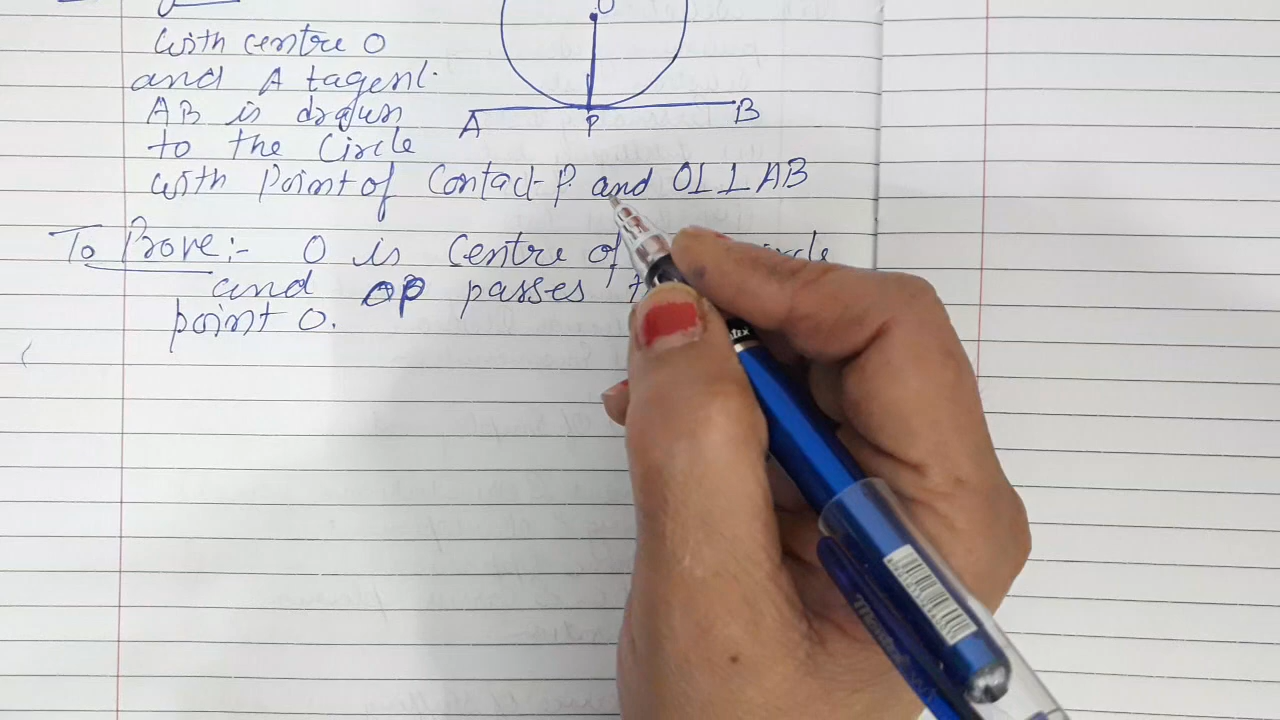 O
with centre O
and A tagent.
AB is drawn
to the Circle
A P B
with Point of Contact P. and OL⊥AB
To Prove:- O is Centre of
and OP passes
point O.